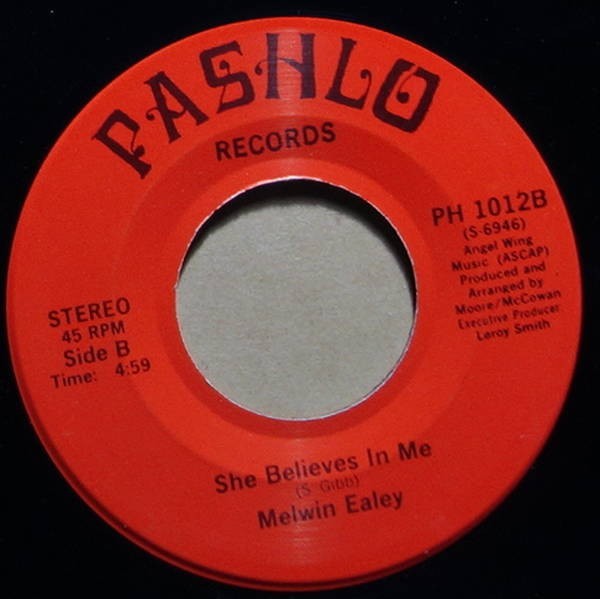 PASHLO
RECORDS
PH 1012B
(S-6946)
Angel Wing
Music (ASCAP)
Produced and
Arranged by
Moore/McCowan
Executive Producer
Leroy Smith
STEREO
45 RPM
Side B
Time: 4:59
She Believes In Me
(S Gibb)
Melwin Ealey